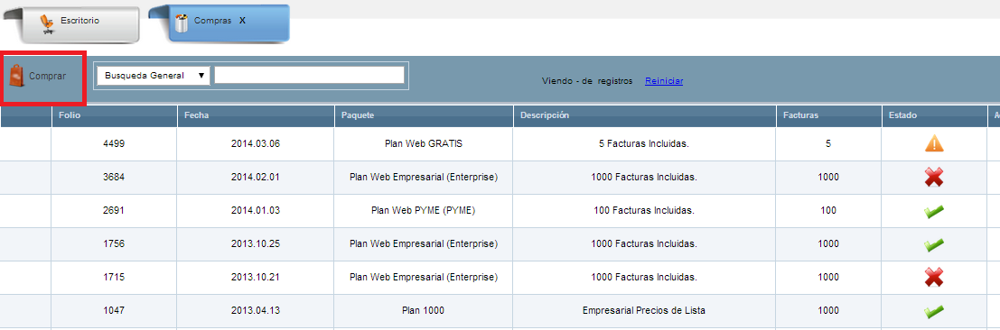 Escritorio
Compras X
Comprar
Busqueda General
Viendo - de registros Reiniciar
Folio Fecha Paquete Descripción Facturas Estado
4499 2014.03.06 Plan Web GRATIS 5 Facturas Incluidas. 5
3684 2014.02.01 Plan Web Empresarial (Enterprise) 1000 Facturas Incluidas. 1000
2691 2014.01.03 Plan Web PYME (PYME) 100 Facturas Incluidas. 100
1756 2013.10.25 Plan Web Empresarial (Enterprise) 1000 Facturas Incluidas. 1000
1715 2013.10.21 Plan Web Empresarial (Enterprise) 1000 Facturas Incluidas. 1000
1047 2013.04.13 Plan 1000 Empresarial Precios de Lista 1000